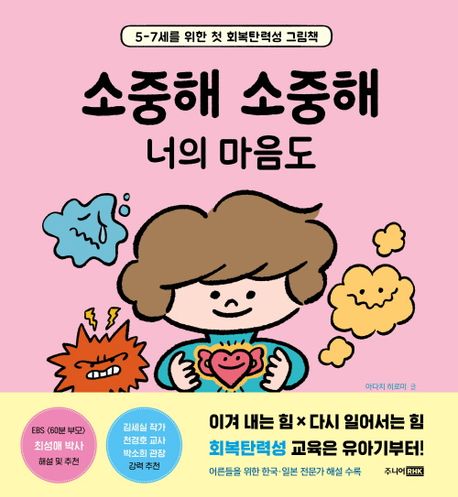 5-7세를 위한 첫 회복탄력성 그림책
소중해 소중해
너의 마음도
아다치 히로미 글
EBS 〈60분 부모〉
최성애 박사
해설 및 추천
김세실 작가
천경호 교사
박소희 관장
강력 추천
이겨 내는 힘 × 다시 일어서는 힘
회복탄력성 교육은 유아기부터!
어른들을 위한 한국·일본 전문가 해설 수록
주니어RHK